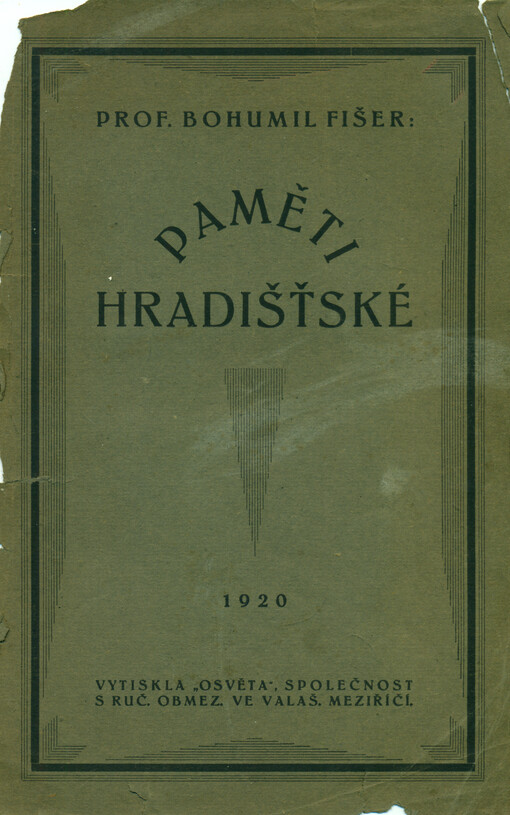 PROF. BOHUMIL FIŠER:
PAMĚTI
HRADIŠŤSKÉ
1920
VYTISKLA „OSVĚTA“, SPOLEČNOST
S RUČ. OBMEZ. VE VALAŠ. MEZIŘÍČÍ.